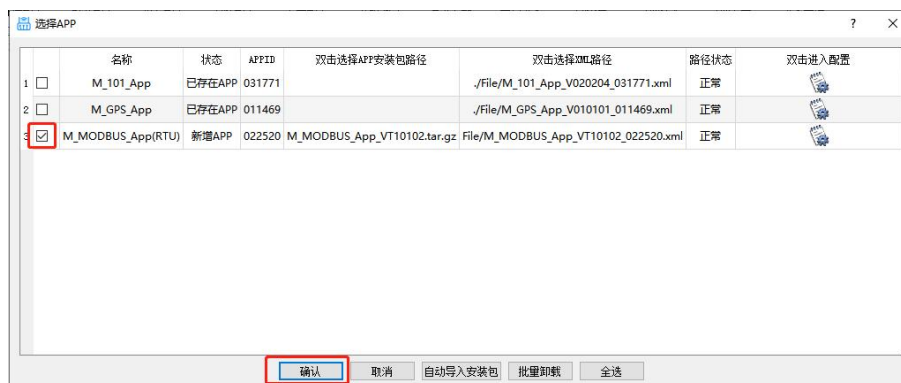 选择APP
? ×
名称 状态 APPID 双击选择APP安装包路径 双击选择XML路径 路径状态 双击进入配置
1 M_101_App 已存在APP 031771 ./File/M_101_App_V020204_031771.xml 正常
2 M_GPS_App 已存在APP 011469 ./File/M_GPS_App_V010101_011469.xml 正常
3 M_MODBUS_App(RTU) 新增APP 022520 M_MODBUS_App_VT10102.tar.gz File/M_MODBUS_App_VT10102_022520.xml 正常
确认 取消 自动导入安装包 批量卸载 全选